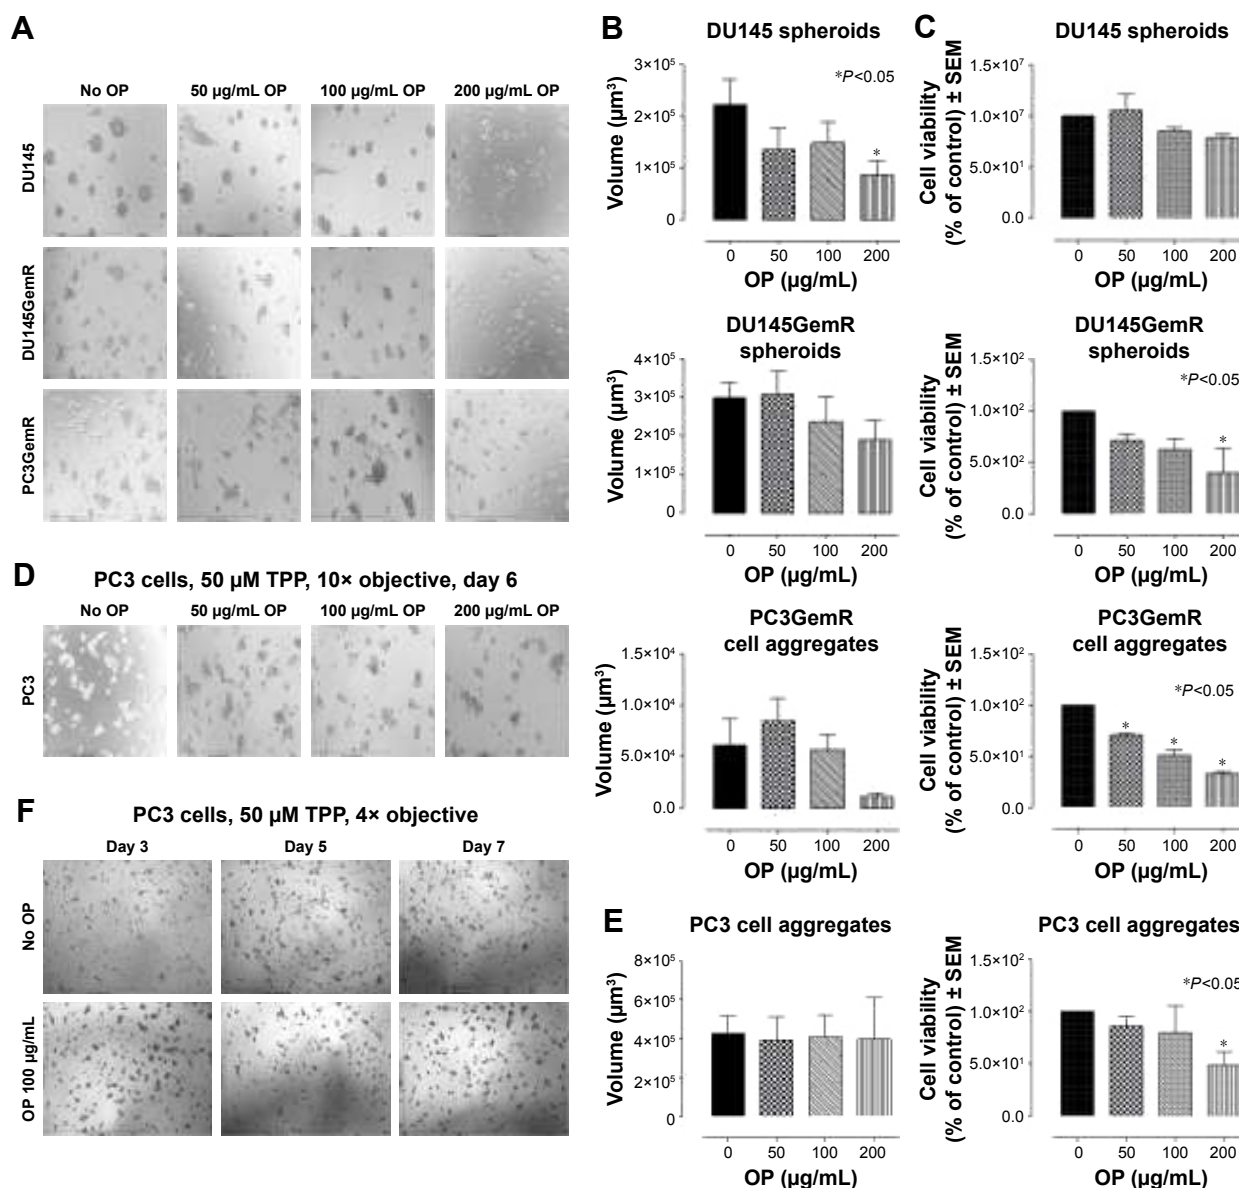 A
No OP 50 µg/mL OP 100 µg/mL OP 200 µg/mL OP
DU145
DU145GemR
PC3GemR
B
DU145 spheroids
Volume (µm³)
3×10⁵
2×10⁵
1×10⁵
0
*P<0.05
*
0 50 100 200
OP (µg/mL)
DU145GemR
spheroids
Volume (µm³)
4×10⁵
3×10⁵
2×10⁵
1×10⁵
0
0 50 100 200
OP (µg/mL)
PC3GemR
cell aggregates
Volume (µm³)
1.5×10⁴
1.0×10⁴
5.0×10⁴
0.0
0 50 100 200
OP (µg/mL)
C
DU145 spheroids
Cell viability
(% of control) ± SEM
1.5×10⁷
1.0×10⁷
5.0×10¹
0.0
0 50 100 200
OP (µg/mL)
DU145GemR
spheroids
Cell viability
(% of control) ± SEM
1.5×10²
1.0×10²
5.0×10²
0.0
*P<0.05
*
0 50 100 200
OP (µg/mL)
PC3GemR
cell aggregates
Cell viability
(% of control) ± SEM
1.5×10²
1.0×10²
5.0×10¹
0.0
*P<0.05
* * *
0 50 100 200
OP (µg/mL)
D
PC3 cells, 50 µM TPP, 10× objective, day 6
No OP 50 µg/mL OP 100 µg/mL OP 200 µg/mL OP
PC3
E
PC3 cell aggregates
Volume (µm³)
8×10⁵
6×10⁵
4×10⁵
2×10⁵
0
0 50 100 200
OP (µg/mL)
PC3 cell aggregates
Cell viability
(% of control) ± SEM
1.5×10²
1.0×10²
5.0×10¹
0.0
*P<0.05
*
0 50 100 200
OP (µg/mL)
F
PC3 cells, 50 µM TPP, 4× objective
Day 3 Day 5 Day 7
No OP
OP 100 µg/mL